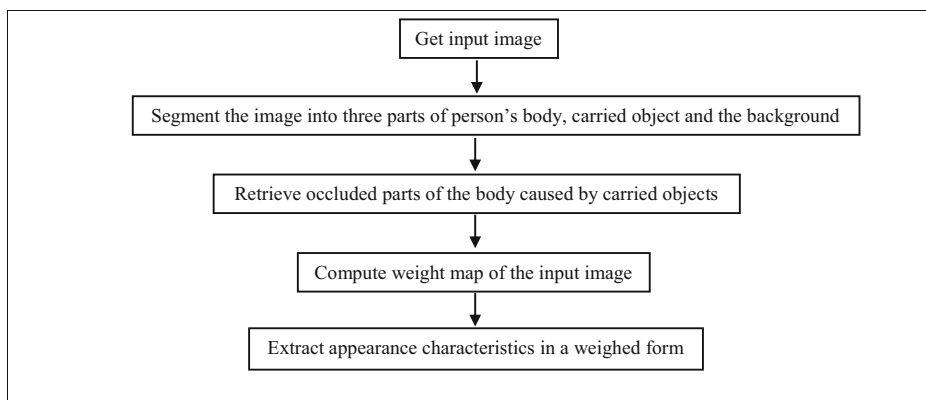 Get input image
Segment the image into three parts of person's body, carried object and the background
Retrieve occluded parts of the body caused by carried objects
Compute weight map of the input image
Extract appearance characteristics in a weighed form